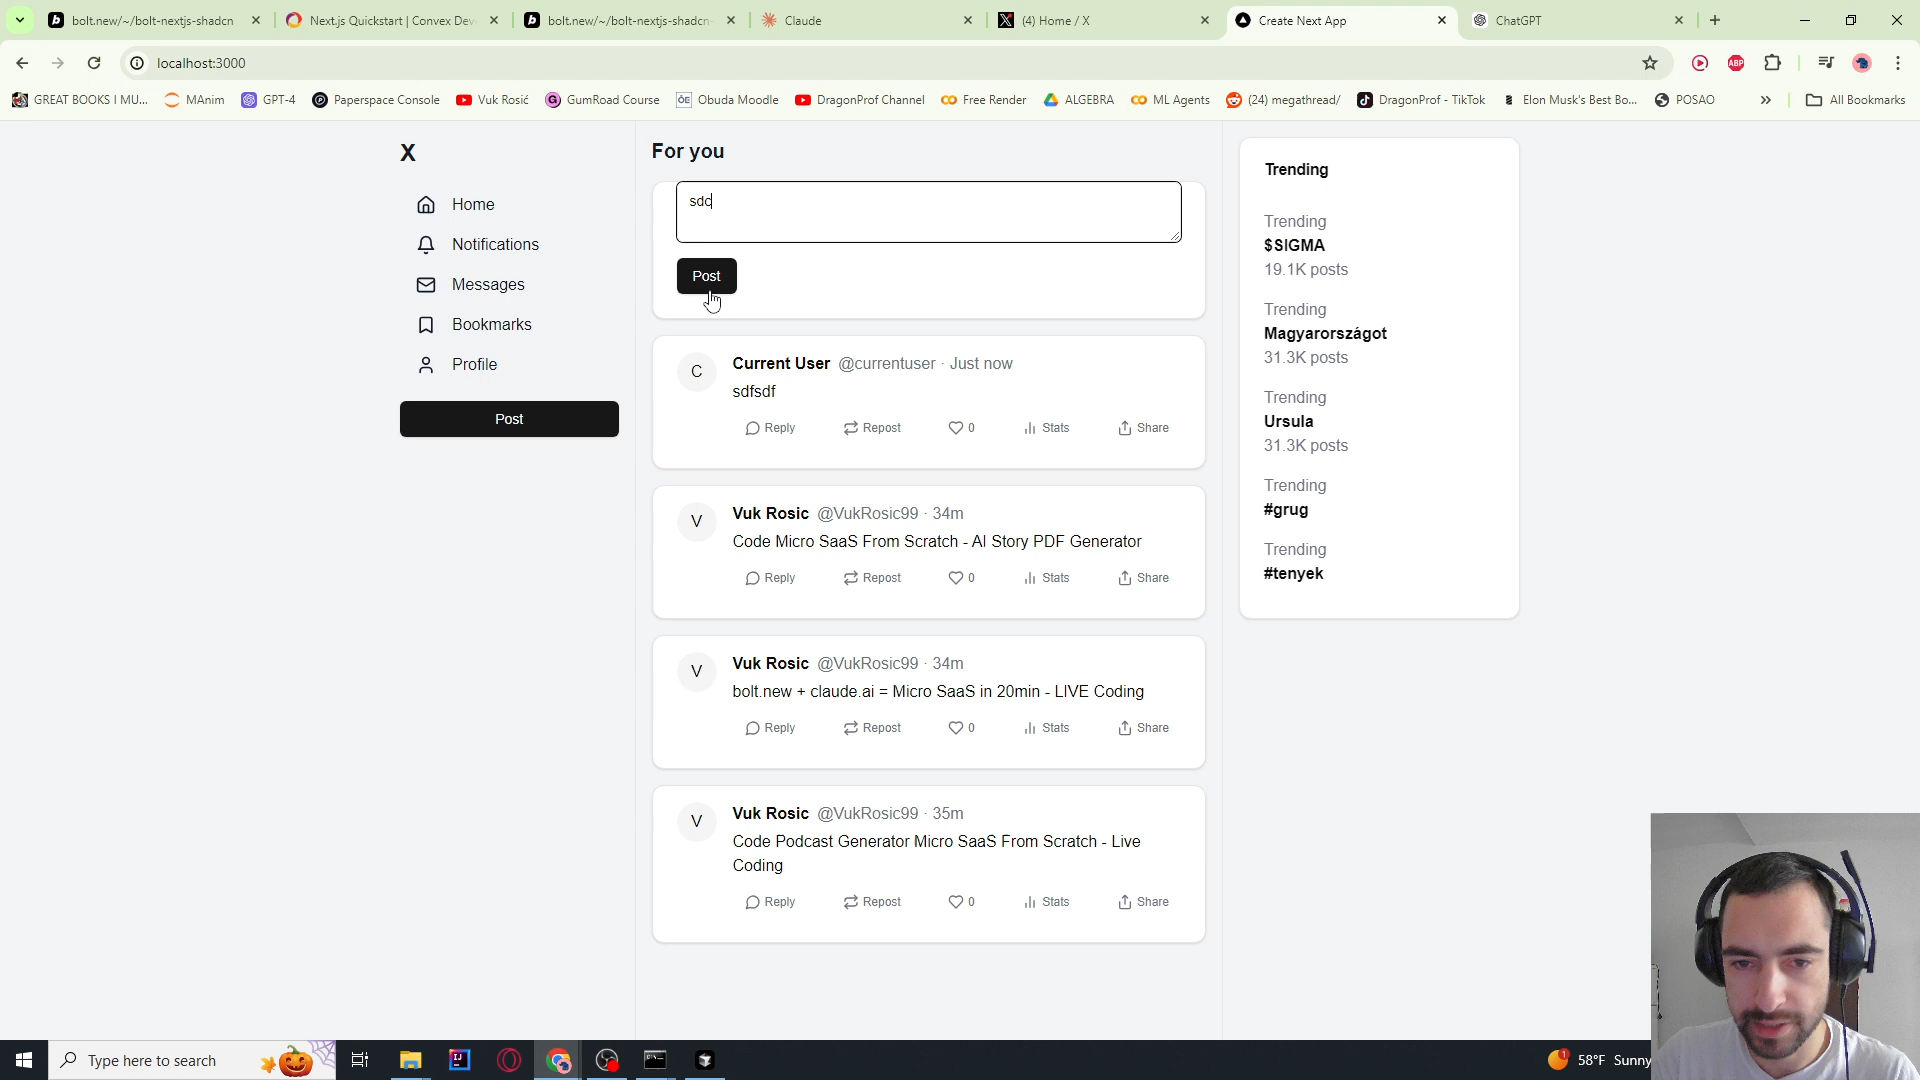 bolt.new/~/bolt-nextjs-shadcn
Next.js Quickstart | Convex Dev
bolt.new/~/bolt-nextjs-shadcn
Claude
(4) Home / X
Create Next App
ChatGPT
localhost:3000
ABP
GREAT BOOKS I MU...
MAnim
GPT-4
Paperspace Console
Vuk Rosić
GumRoad Course
Obuda Moodle
DragonProf Channel
Free Render
ALGEBRA
ML Agents
(24) megathread/
DragonProf - TikTok
Elon Musk's Best Bo...
POSAO
All Bookmarks
X
Home
Notifications
Messages
Bookmarks
Profile
Post
For you
sdc
Post
Current User @currentuser · Just now
sdfsdf
Reply Repost 0 Stats Share
Vuk Rosic @VukRosic99 · 34m
Code Micro SaaS From Scratch - AI Story PDF Generator
Reply Repost 0 Stats Share
Vuk Rosic @VukRosic99 · 34m
bolt.new + claude.ai = Micro SaaS in 20min - LIVE Coding
Reply Repost 0 Stats Share
Vuk Rosic @VukRosic99 · 35m
Code Podcast Generator Micro SaaS From Scratch - Live
Coding
Reply Repost 0 Stats Share
C
V
V
V
Trending
Trending
$SIGMA
19.1K posts
Trending
Magyarországot
31.3K posts
Trending
Ursula
31.3K posts
Trending
#grug
Trending
#tenyek
Type here to search
1
58°F Sunny